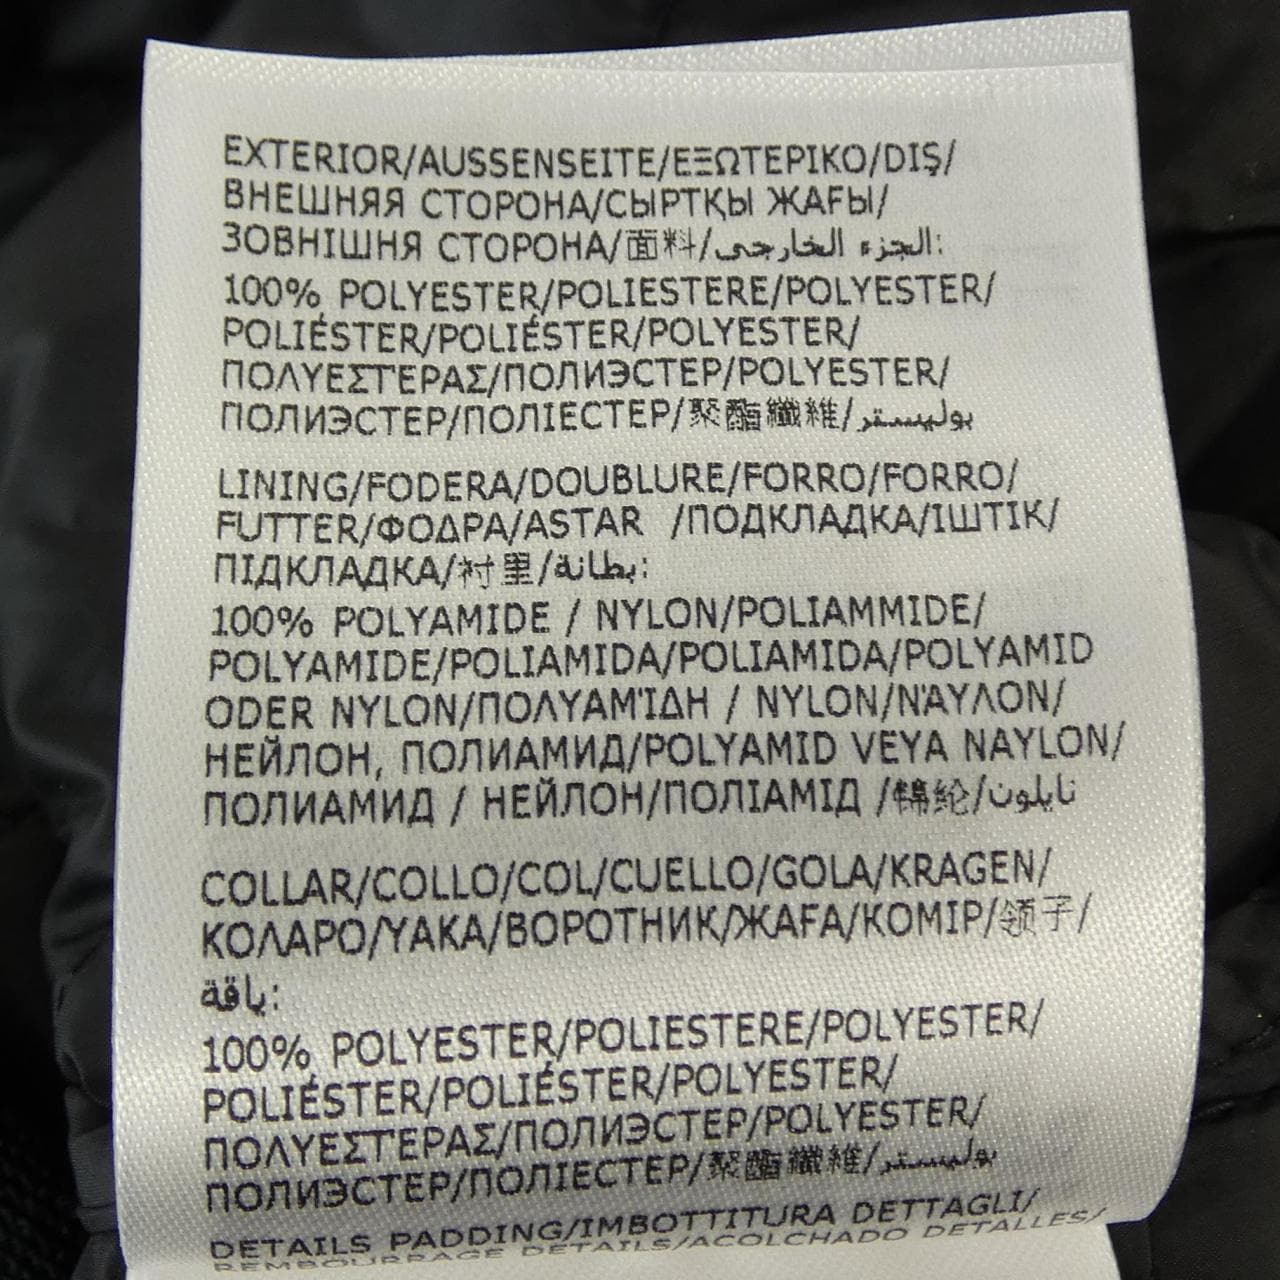 EXTERIOR/AUSSENSEITE/ΕΞΩΤΕΡΙΚΟ/DIŞ/
ВНЕШНЯЯ СТОРОНА/СЫРТҚЫ ЖАҒЫ/
ЗОВНІШНЯ СТОРОНА/面料/الجزء الخارجي:
100% POLYESTER/POLIESTERE/POLYESTER/
POLIÉSTER/POLIÉSTER/POLYESTER/
ΠΟΛΥΕΣΤΕΡΑΣ/ПОЛИЭСТЕР/POLYESTER/
ПОЛИЭСТЕР/ПОЛІЕСТЕР/聚酯纖維/بوليستر
LINING/FODERA/DOUBLURE/FORRO/FORRO/
FUTTER/ΦΟΔΡΑ/ASTAR /ПОДКЛАДКА/ІШТІК/
ПІДКЛАДКА/衬里/بطانة:
100% POLYAMIDE / NYLON/POLIAMMIDE/
POLYAMIDE/POLIAMIDA/POLIAMIDA/POLYAMID
ODER NYLON/ΠΟΛΥΑΜΊΔΗ / NYLON/ΝΆΥΛΟΝ/
НЕЙЛОН, ПОЛИАМИД/POLYAMID VEYA NAYLON/
ПОЛИАМИД / НЕЙЛОН/ПОЛІАМІД /锦纶/نايلون
COLLAR/COLLO/COL/CUELLO/GOLA/KRAGEN/
ΚΟΛΑΡΟ/YAKA/ВОРОТНИК/ЖАҒА/КОМІР/领子/
ياقة:
100% POLYESTER/POLIESTERE/POLYESTER/
POLIÉSTER/POLIÉSTER/POLYESTER/
ΠΟΛΥΕΣΤΕΡΑΣ/ПОЛИЭСТЕР/POLYESTER/
ПОЛИЭСТЕР/ПОЛІЕСТЕР/聚酯纖維/بوليستر
DETAILS PADDING/IMBOTTITURA DETTAGLI/
REMBOURRAGE DETAILS/ACOLCHADO DETALLES/